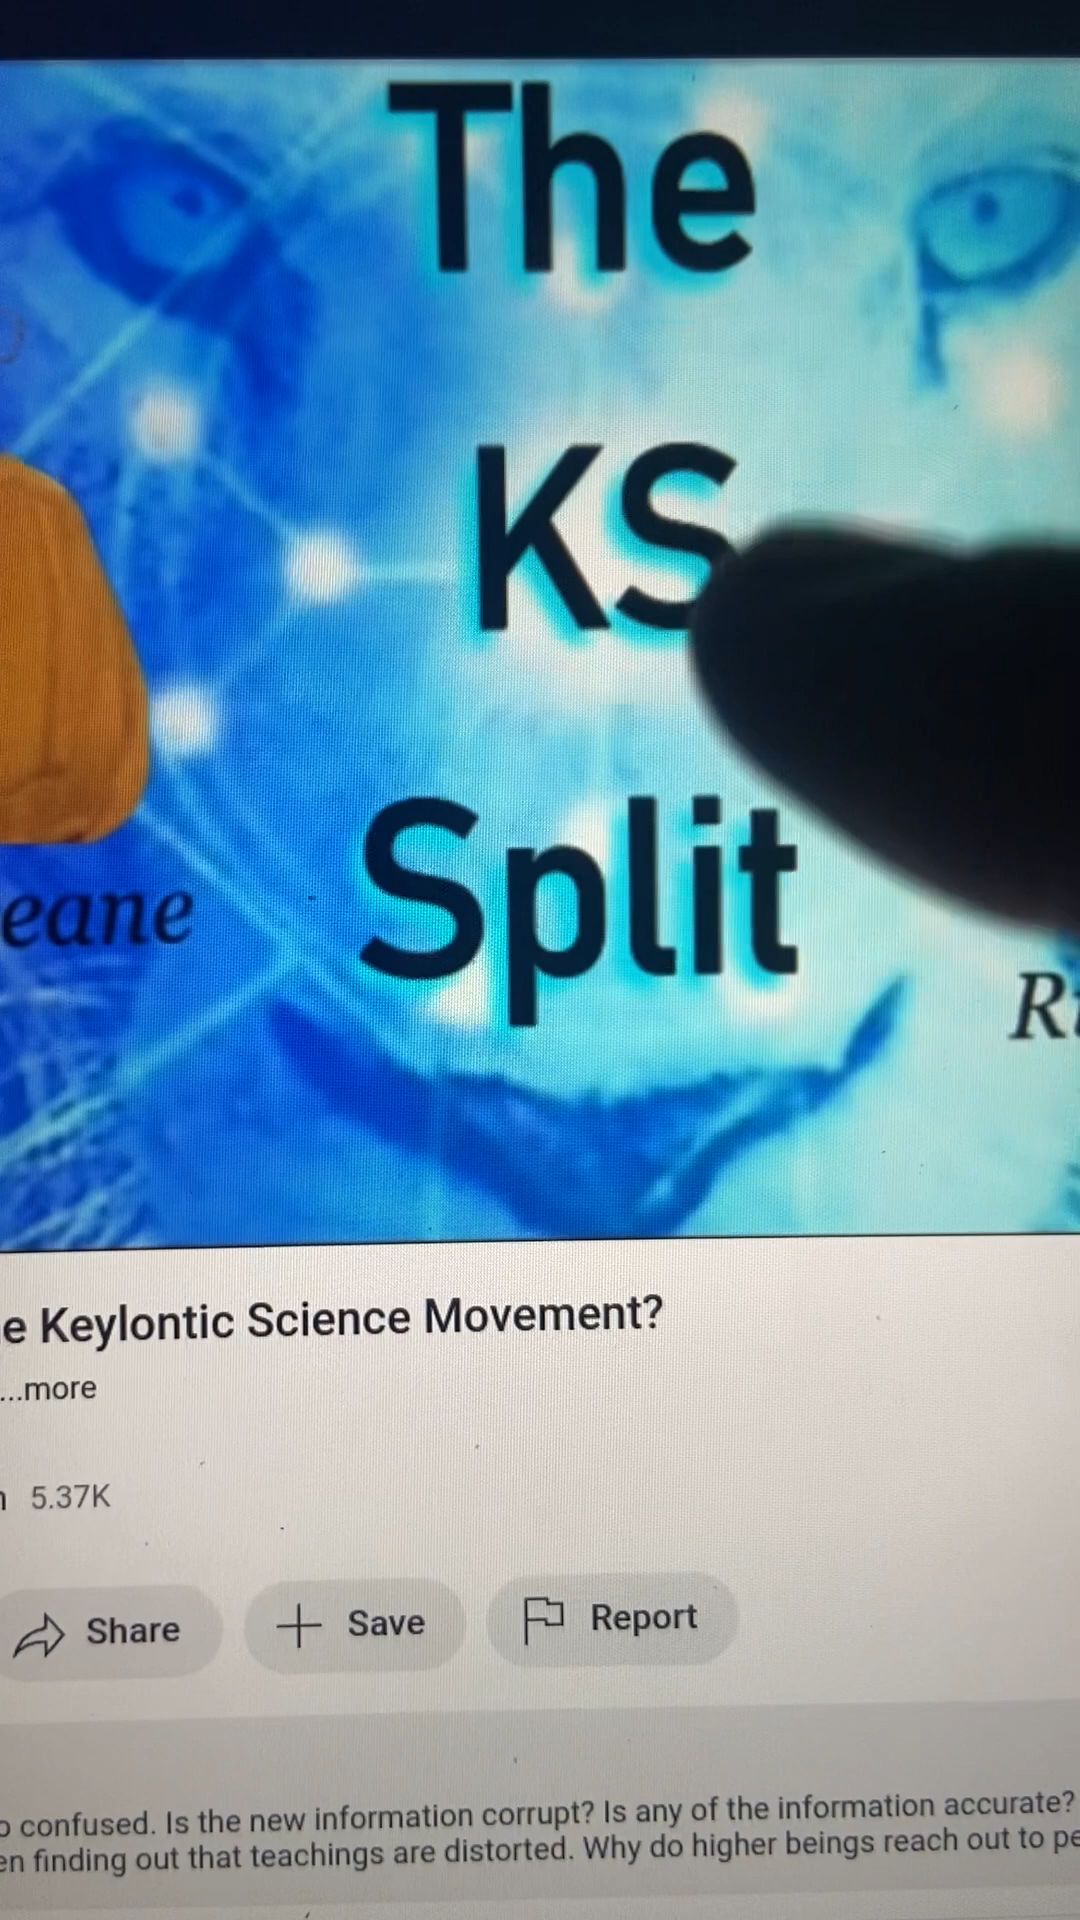 The
KS
Split
eane
e Keylontic Science Movement?
...more
5.37K
Share
Save
Report
confused. Is the new information corrupt? Is any of the information accurate?
en finding out that teachings are distorted. Why do higher beings reach out to pe